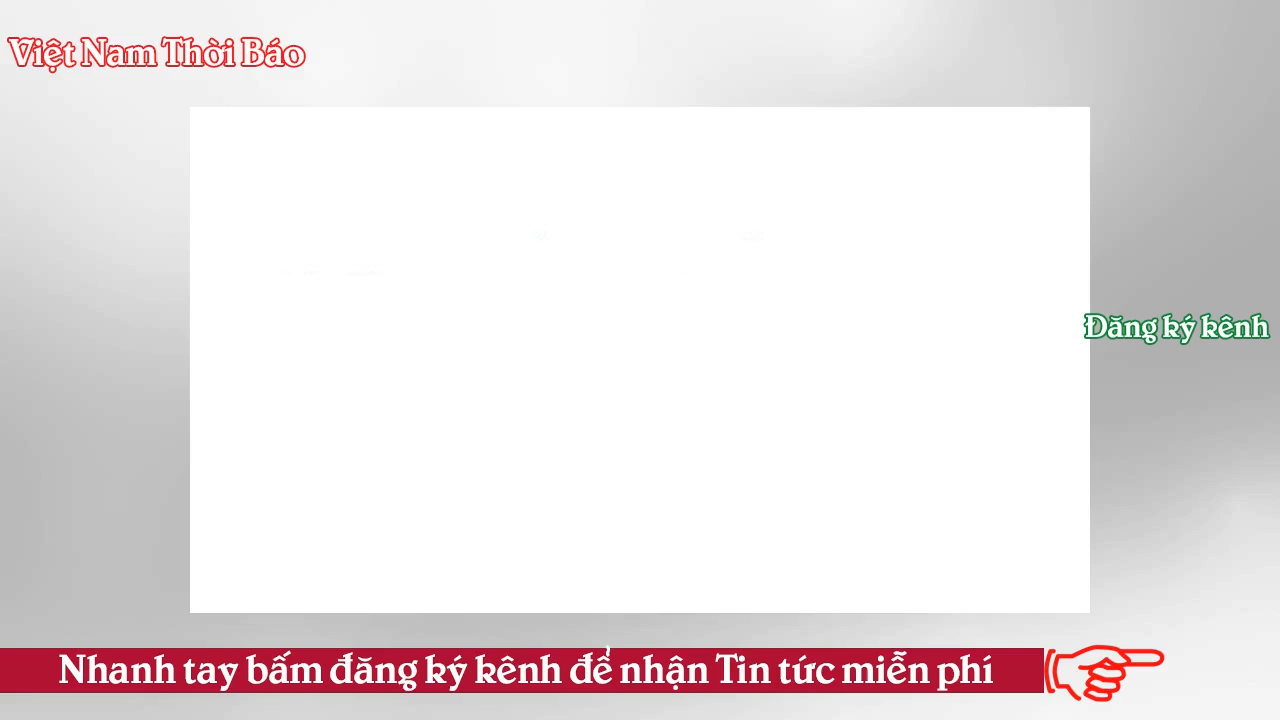 Việt Nam Thời Báo
Đăng ký kênh
Nhanh tay bấm đăng ký kênh để nhận Tin tức miễn phí